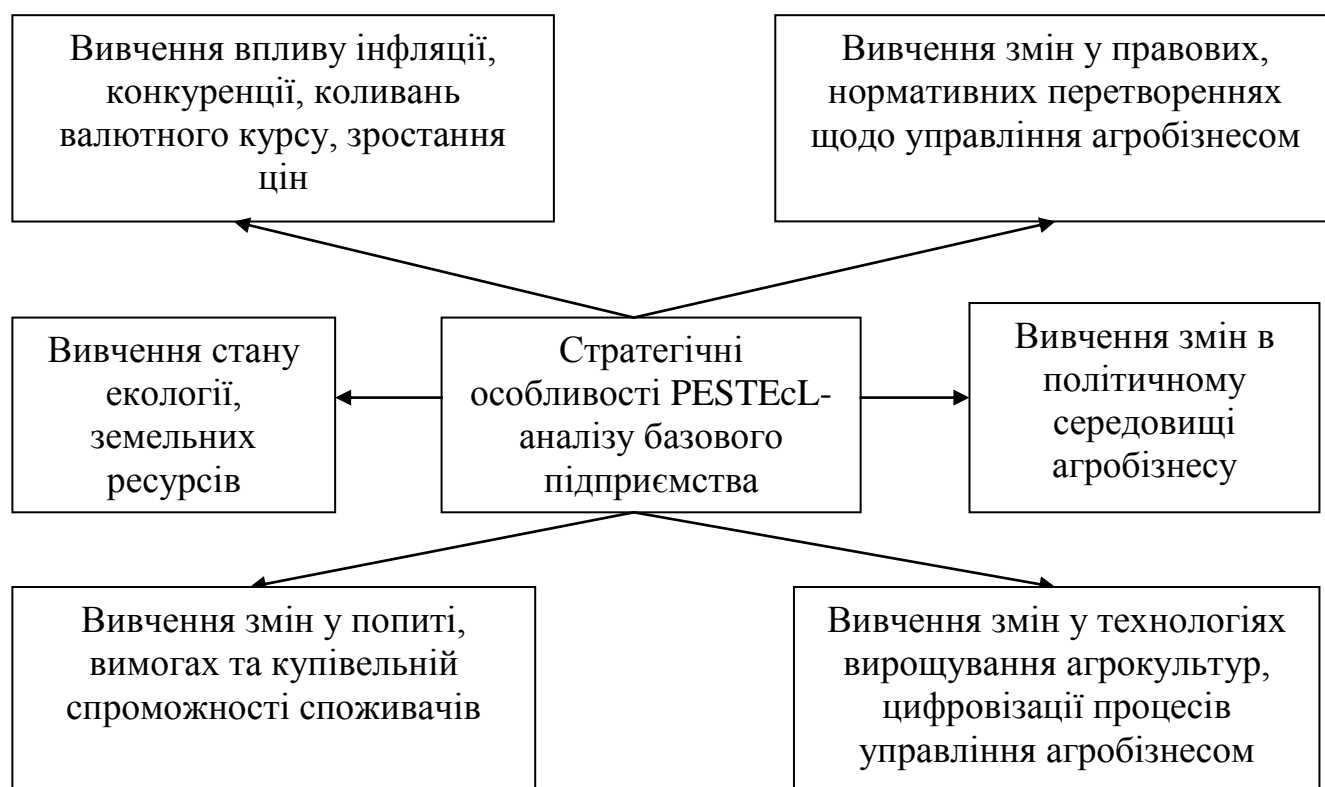 Вивчення впливу інфляції,
конкуренції, коливань
валютного курсу, зростання
цін
Вивчення змін у правових,
нормативних перетвореннях
щодо управління агробізнесом
Вивчення стану
екології,
земельних
ресурсів
Стратегічні
особливості PESTEcL-
аналізу базового
підприємства
Вивчення змін в
політичному
середовищі
агробізнесу
Вивчення змін у попиті,
вимогах та купівельній
спроможності споживачів
Вивчення змін у технологіях
вирощування агрокультур,
цифровізації процесів
управління агробізнесом